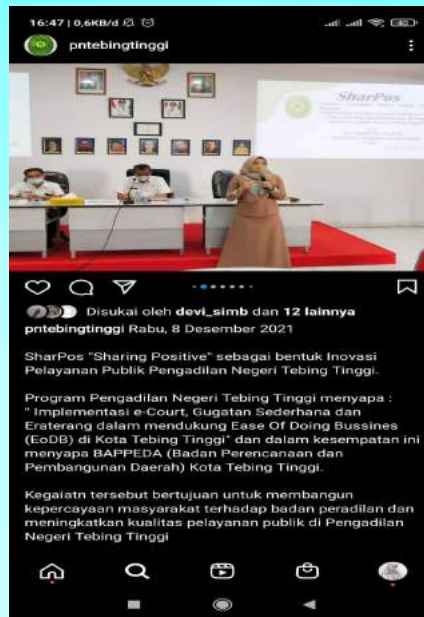 16:47 | 0,6KB/d
40
pntebingtinggi
SharPos
Disukai oleh devi_simb dan 12 lainnya
pntebingtinggi Rabu, 8 Desember 2021
SharPos "Sharing Positive" sebagai bentuk Inovasi
Pelayanan Publik Pengadilan Negeri Tebing Tinggi.
Program Pengadilan Negeri Tebing Tinggi menyapa :
" Implementasi e-Court, Gugatan Sederhana dan
Eraterang dalam mendukung Ease Of Doing Bussines
(EoDB) di Kota Tebing Tinggi" dan dalam kesempatan ini
menyapa BAPPEDA (Badan Perencanaan dan
Pembangunan Daerah) Kota Tebing Tinggi.
Kegaiatn tersebut bertujuan untuk membangun
kepercayaan masyarakat terhadap badan peradilan dan
meningkatkan kualitas pelayanan publik di Pengadilan
Negeri Tebing Tinggi